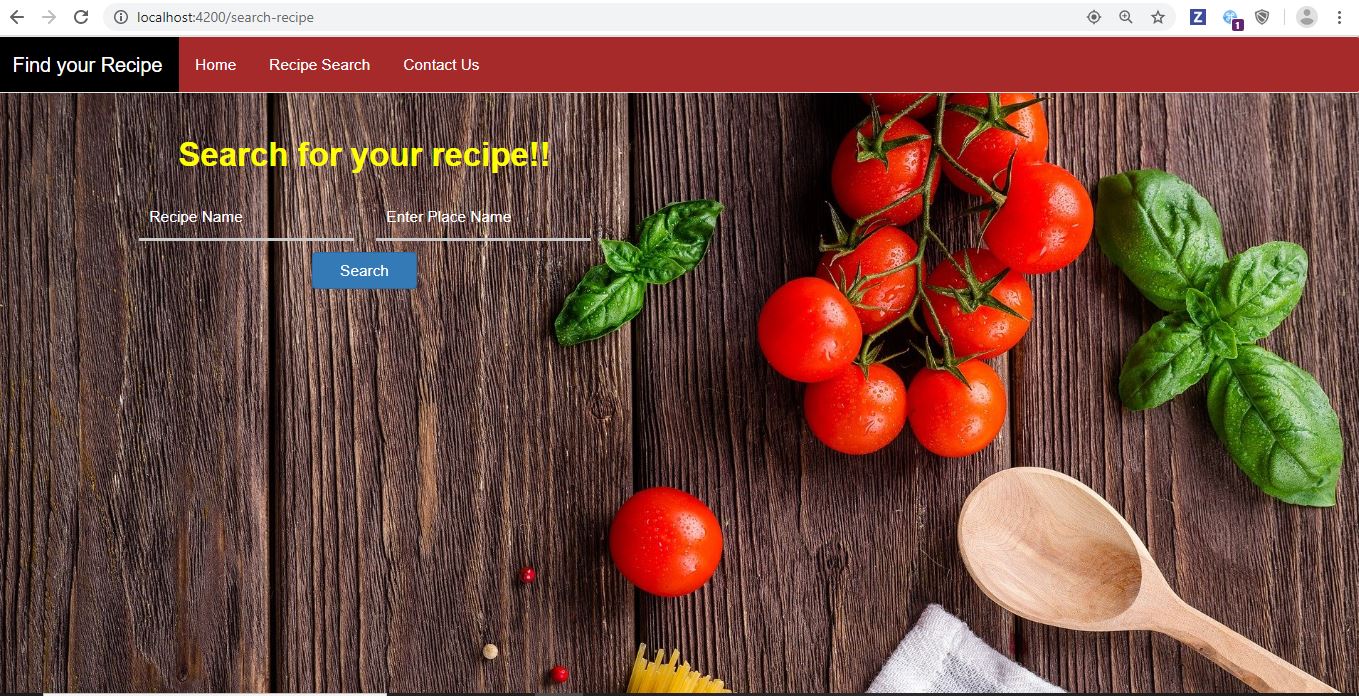 localhost:4200/search-recipe
Z
1
Find your Recipe Home Recipe Search Contact Us
Search for your recipe!!
Recipe Name Enter Place Name
Search